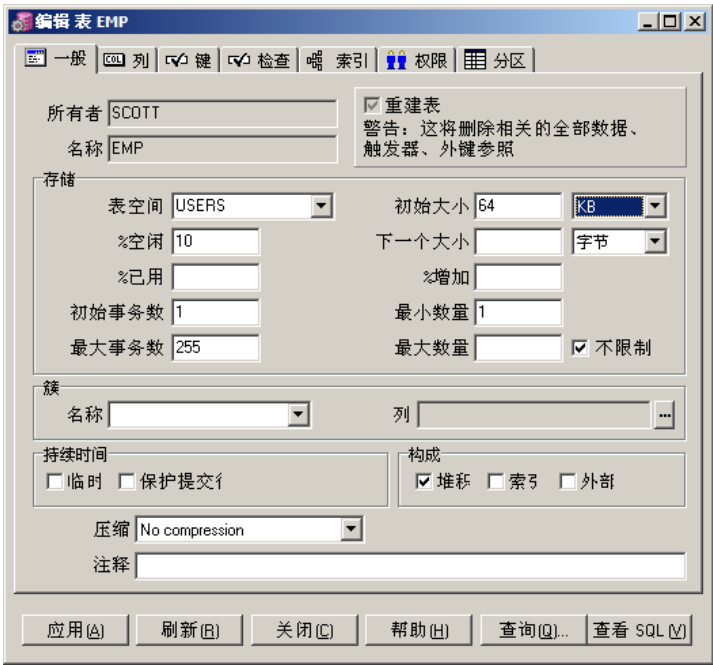 编辑 表 EMP
一般 COL 列 键 检查 索引 权限 分区
所有者 SCOTT
名称 EMP
重建表
警告：这将删除相关的全部数据、
触发器、外键参照
存储
表空间 USERS 初始大小 64 KB
%空闲 10 下一个大小 字节
%已用 %增加
初始事务数 1 最小数量 1
最大事务数 255 最大数量 不限制
簇
名称 列 ...
持续时间 构成
临时 保护提交行 堆积 索引 外部
压缩 No compression
注释
应用(A) 刷新(R) 关闭(C) 帮助(H) 查询(Q)... 查看 SQL(V)